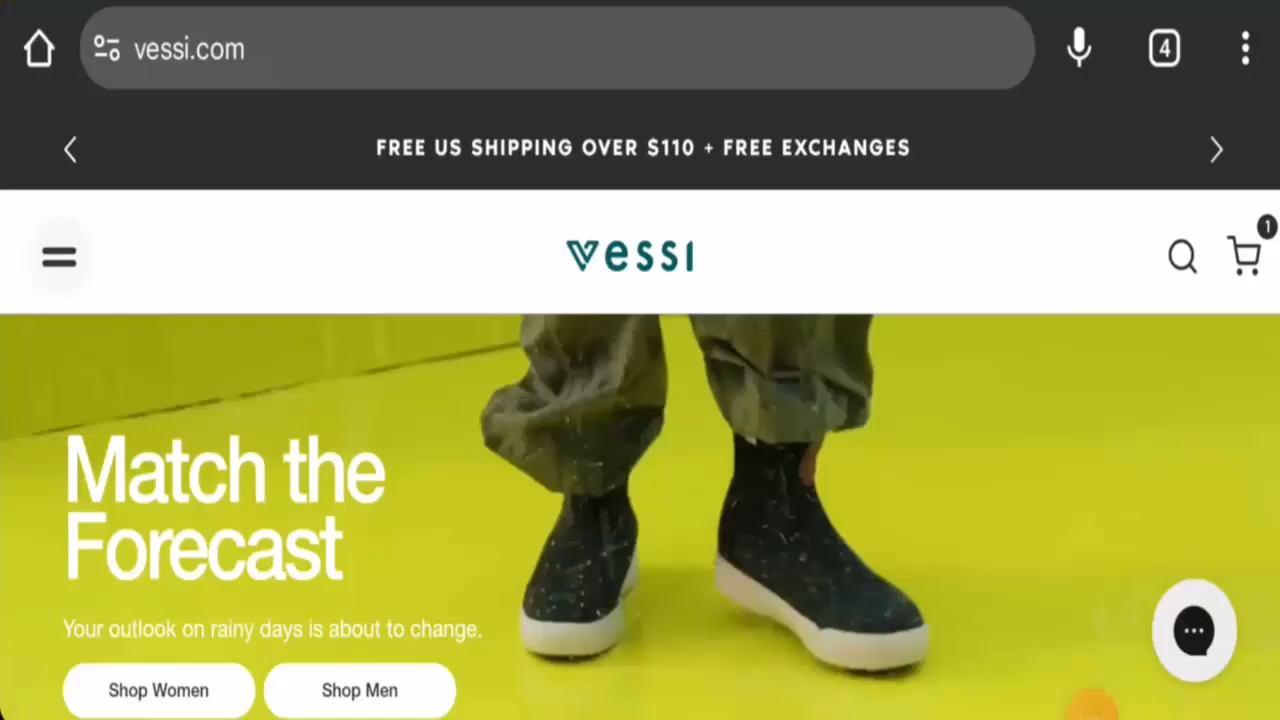 vessi.com
4
FREE US SHIPPING OVER $110 + FREE EXCHANGES
vessi
1
Match the
Forecast
Your outlook on rainy days is about to change.
Shop Women
Shop Men